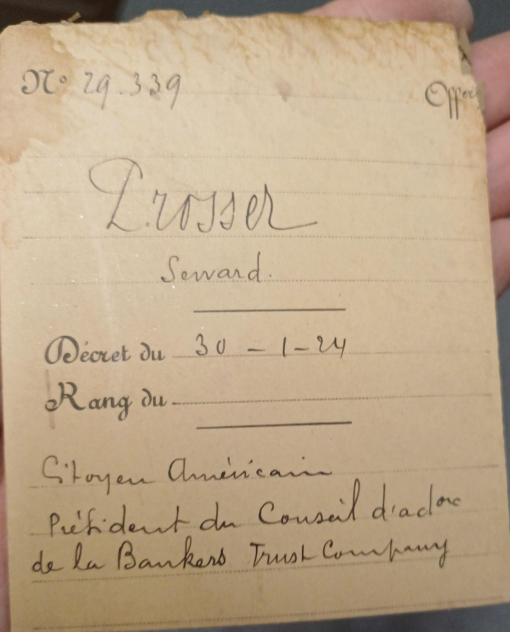 Nº 29.339 Offer
Prosser
Seward.
Décret du 30-1-24
Rang du
Citoyen Américain
Président du Conseil d'adon
de la Bankers Trust Company